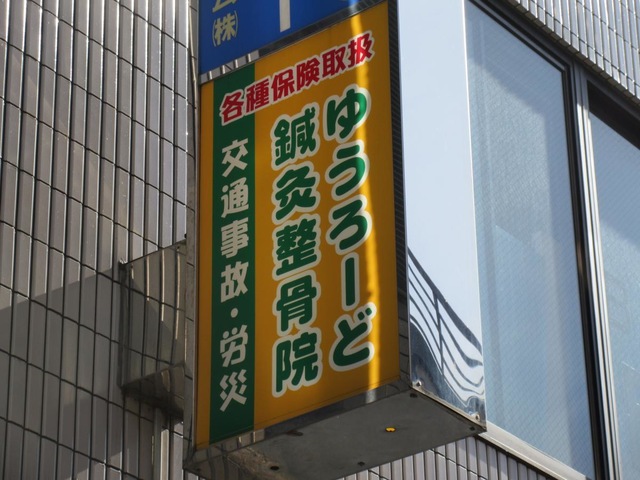 (株)
各種保険取扱
ゆうろーど
鍼灸整骨院
交通事故・労災